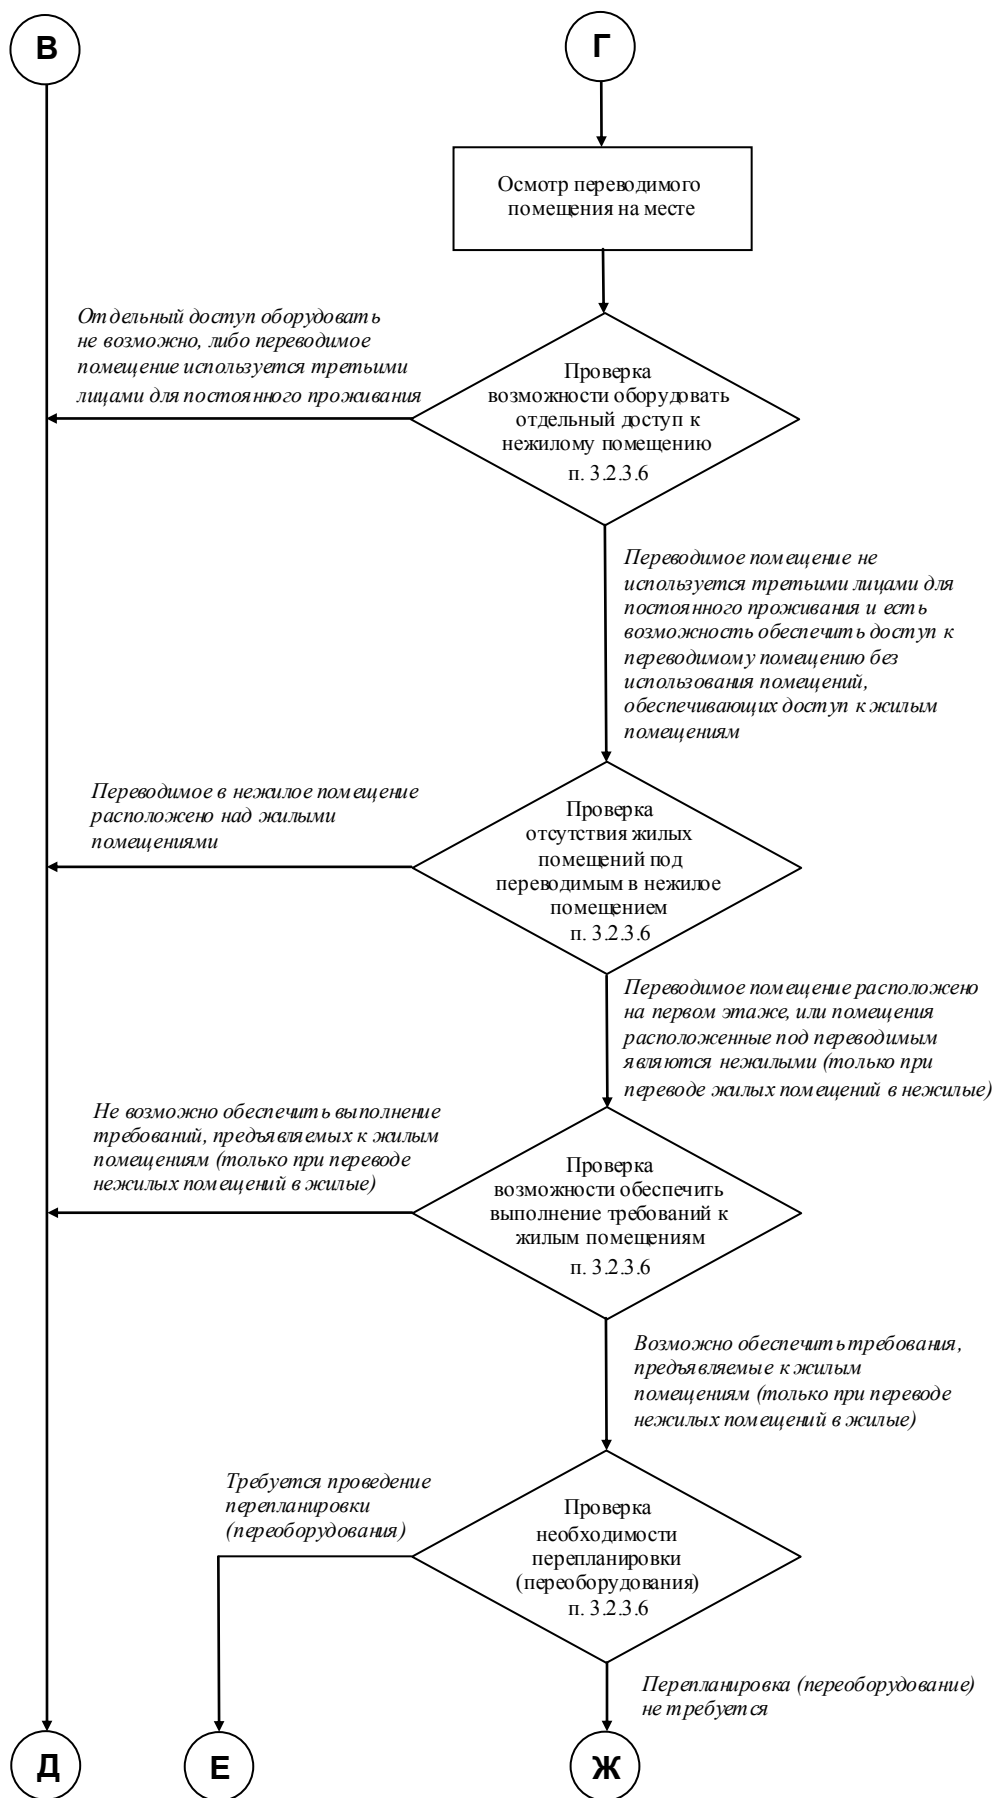 В
Г
Осмотр переводимого
помещения на месте
Отдельный доступ оборудовать
не возможно, либо переводимое
помещение используется третьими
лицами для постоянного проживания
Проверка
возможности оборудовать
отдельный доступ к
нежилому помещению
п. 3.2.3.6
Переводимое помещение не
используется третьими лицами для
постоянного проживания и есть
возможность обеспечить доступ к
переводимому помещению без
использования помещений,
обеспечивающих доступ к жилым
помещениям
Переводимое в нежилое помещение
расположено над жилыми
помещениями
Проверка
отсутствия жилых
помещений под
переводимым в нежилое
помещением
п. 3.2.3.6
Переводимое помещение расположено
на первом этаже, или помещения
расположенные под переводимым
являются нежилыми (только при
переводе жилых помещений в нежилые)
Не возможно обеспечить выполнение
требований, предъявляемых к жилым
помещениям (только при переводе
нежилых помещений в жилые)
Проверка
возможности обеспечить
выполнение требований к
жилым помещениям
п. 3.2.3.6
Возможно обеспечить требования,
предъявляемые к жилым
помещениям (только при переводе
нежилых помещений в жилые)
Требуется проведение
перепланировки
(переоборудования)
Проверка
необходимости
перепланировки
(переоборудования)
п. 3.2.3.6
Перепланировка (переоборудование)
не требуется
Д
Е
Ж